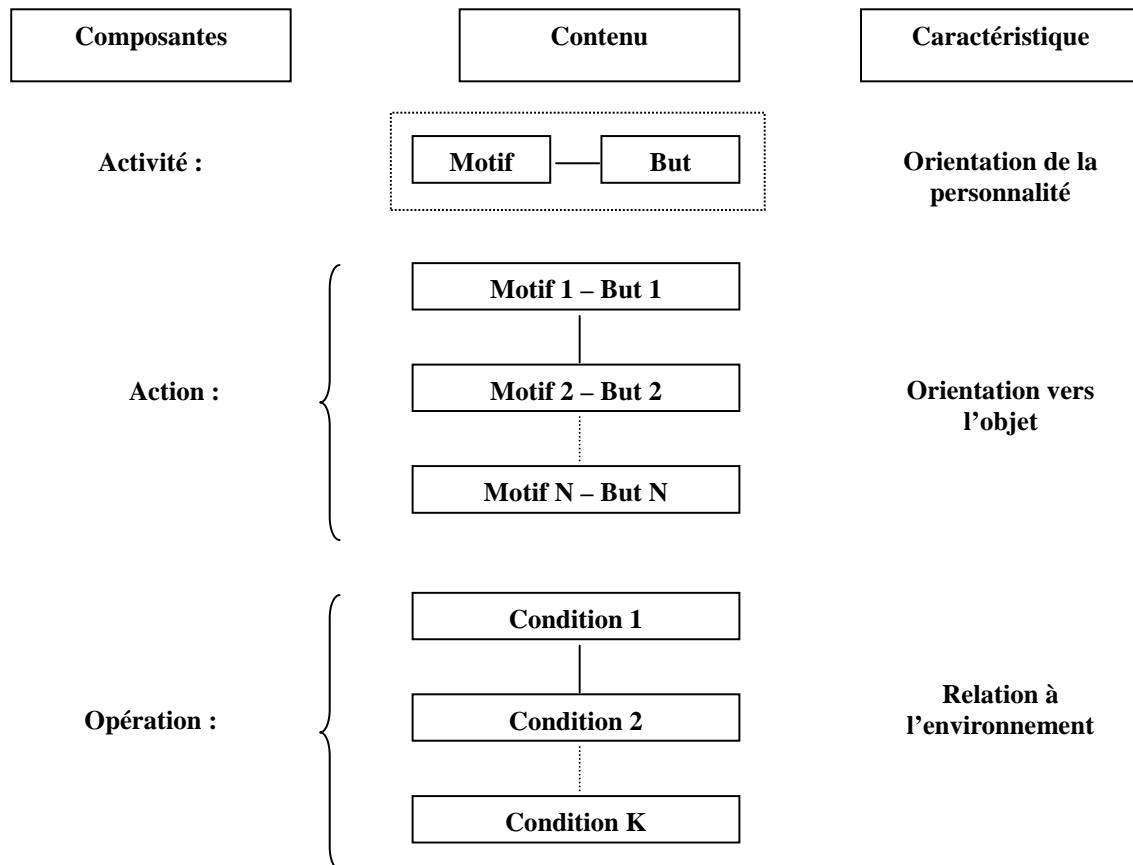 Composantes
Contenu
Caractéristique
Activité :
Motif
But
Orientation de la
personnalité
Action :
Motif 1 – But 1
Motif 2 – But 2
Motif N – But N
Orientation vers
l’objet
Opération :
Condition 1
Condition 2
Condition K
Relation à
l’environnement